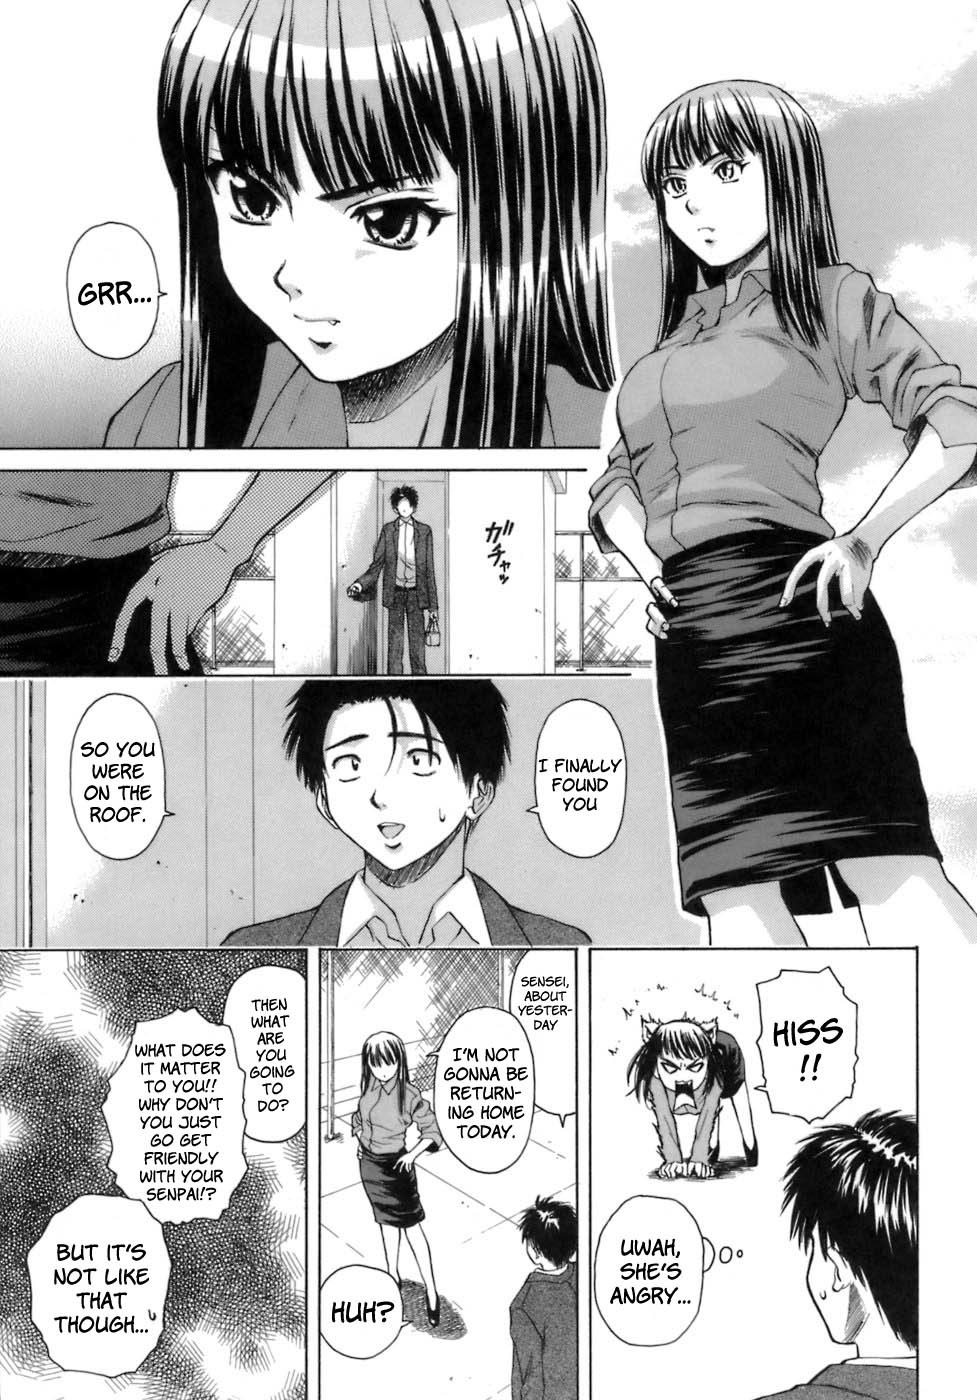 GRR...
ガチャッ
I FINALLY
FOUND
YOU
SO YOU
WERE
ON THE
ROOF.
HISS
!!
UWAH,
SHE'S
ANGRY...
SENSEI,
ABOUT
YESTER-
DAY
I'M NOT
GONNA BE
RETURN-
ING HOME
TODAY.
HUH?
THEN
WHAT
ARE
YOU
GOING
TO
DO?
WHAT DOES
IT MATTER
TO YOU!!
WHY DON'T
YOU JUST
GO GET
FRIENDLY
WITH YOUR
SENPAI!?
BUT IT'S
NOT LIKE
THAT
THOUGH...